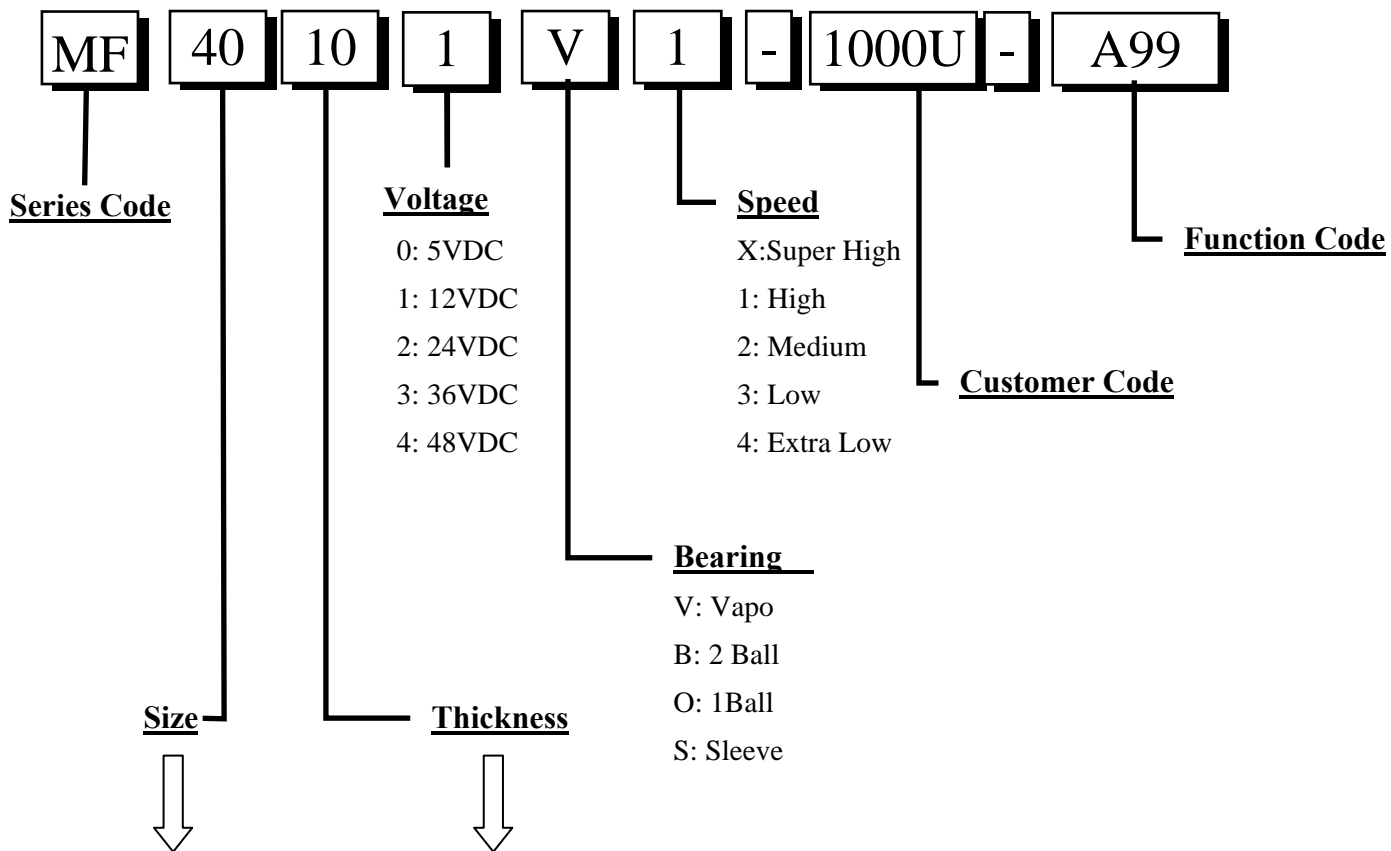 MF 40 10 1 V 1 - 1000U - A99
Series Code
Voltage
0: 5VDC
1: 12VDC
2: 24VDC
3: 36VDC
4: 48VDC
Speed
X:Super High
1: High
2: Medium
3: Low
4: Extra Low
Function Code
Customer Code
Bearing
V: Vapo
B: 2 Ball
O: 1Ball
S: Sleeve
Size
Thickness